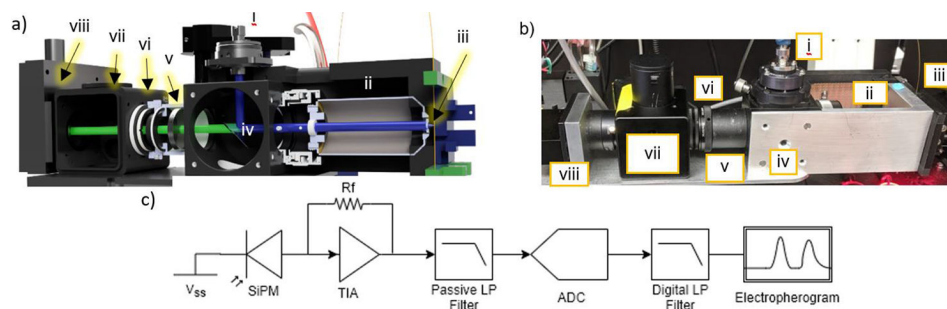 a)
i
viii
vii
vi
v
iii
ii
iv
b)
i
ii
iii
vi
vii
viii
v
iv
c)
Rf
Vss
SiPM
TIA
Passive LP
Filter
ADC
Digital LP
Filter
Electropherogram